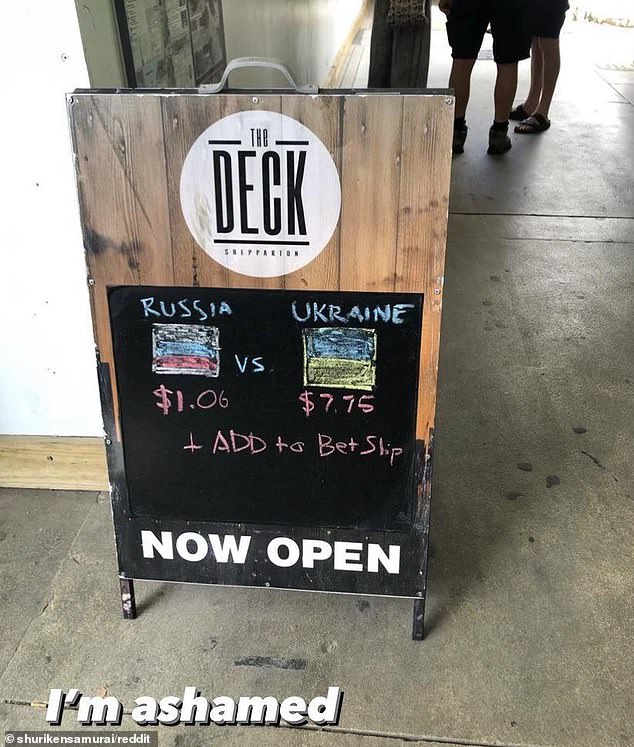 THE
DECK
SHEPPARTON
RUSSIA UKRAINE
VS
$1.06 $7.75
+ ADD to Bet Slip
NOW OPEN
I'm ashamed
© shurikensamurai/reddit